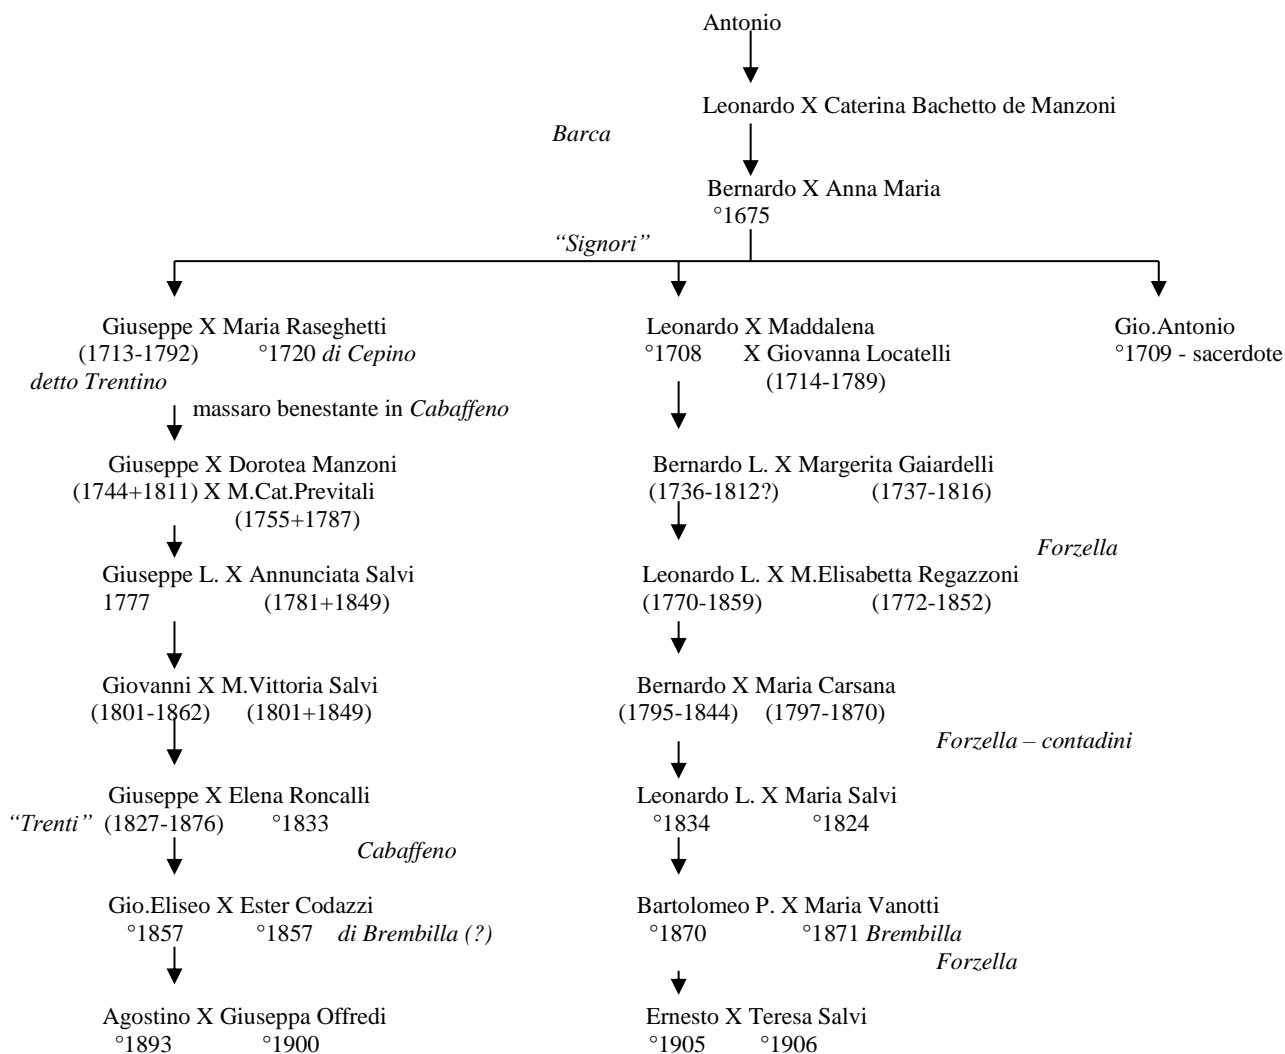 Antonio
Leonardo X Caterina Bachetto de Manzoni
Barca
Bernardo X Anna Maria
°1675
“Signori”
Giuseppe X Maria Raseghetti Leonardo X Maddalena Gio.Antonio
(1713-1792) °1720 di Cepino °1708 X Giovanna Locatelli °1709 - sacerdote
detto Trentino (1714-1789)
massaro benestante in Cabaffeno
Giuseppe X Dorotea Manzoni Bernardo L. X Margerita Gaiardelli
(1744+1811) X M.Cat.Previtali (1736-1812?) (1737-1816)
(1755+1787)
Forzella
Giuseppe L. X Annunciata Salvi Leonardo L. X M.Elisabetta Regazzoni
1777 (1781+1849) (1770-1859) (1772-1852)
Giovanni X M.Vittoria Salvi Bernardo X Maria Carsana
(1801-1862) (1801+1849) (1795-1844) (1797-1870)
Forzella – contadini
Giuseppe X Elena Roncalli Leonardo L. X Maria Salvi
“Trenti” (1827-1876) °1833 °1834 °1824
Cabaffeno
Gio.Eliseo X Ester Codazzi Bartolomeo P. X Maria Vanotti
°1857 °1857 di Brembilla (?) °1870 °1871 Brembilla
Forzella
Agostino X Giuseppa Offredi Ernesto X Teresa Salvi
°1893 °1900 °1905 °1906